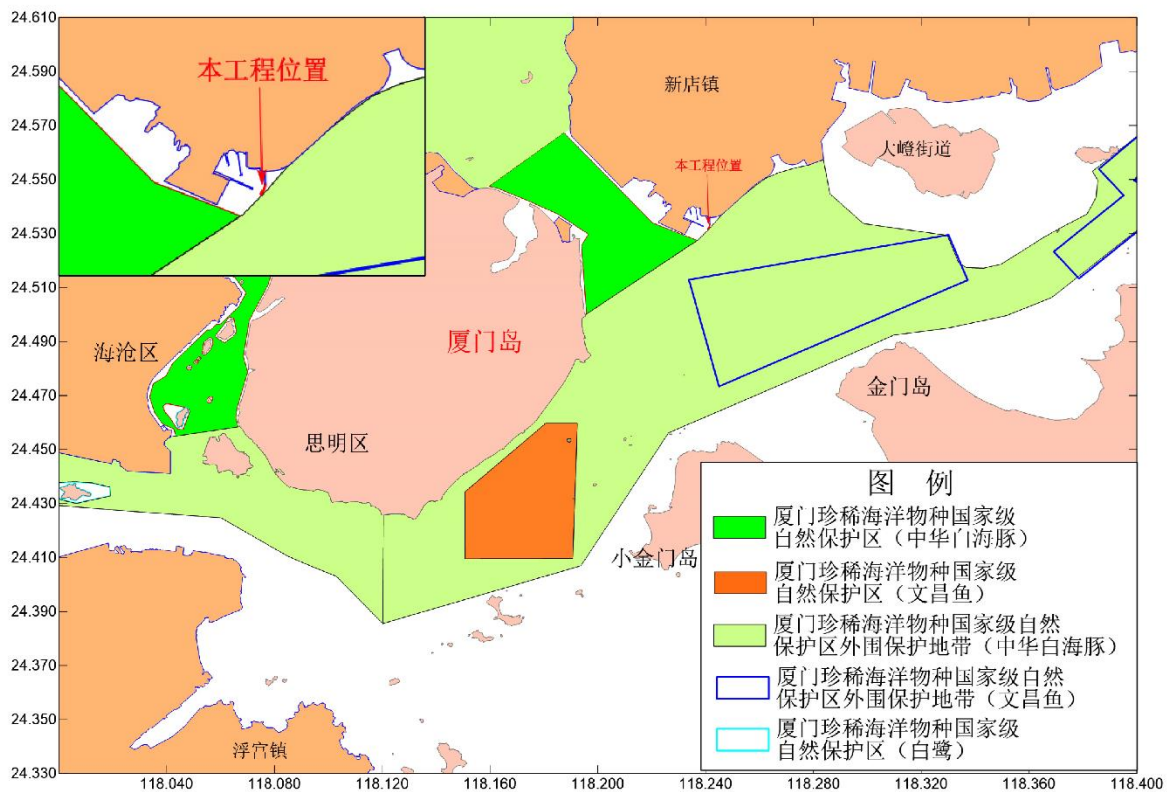 24.610
24.590
24.570
24.550
24.530
24.510
24.490
24.470
24.450
24.430
24.410
24.390
24.370
24.350
24.330
本工程位置
新店镇
大嶝街道
本工程位置
海沧区
厦门岛
思明区
金门岛
小金门岛
浮宫镇
图 例
厦门珍稀海洋物种国家级
自然保护区（中华白海豚）
厦门珍稀海洋物种国家级
自然保护区（文昌鱼）
厦门珍稀海洋物种国家级自然
保护区外围保护地带（中华白海豚）
厦门珍稀海洋物种国家级自然
保护区外围保护地带（文昌鱼）
厦门珍稀海洋物种国家级
自然保护区（白鹭）
118.040
118.080
118.120
118.160
118.200
118.240
118.280
118.320
118.360
118.400